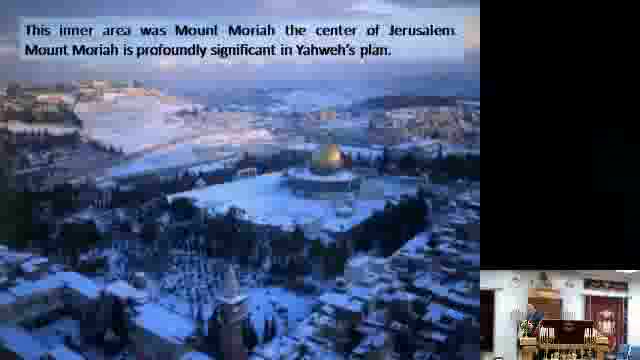 This inner area was Mount Moriah the center of Jerusalem.
Mount Moriah is profoundly significant in Yahweh's plan.